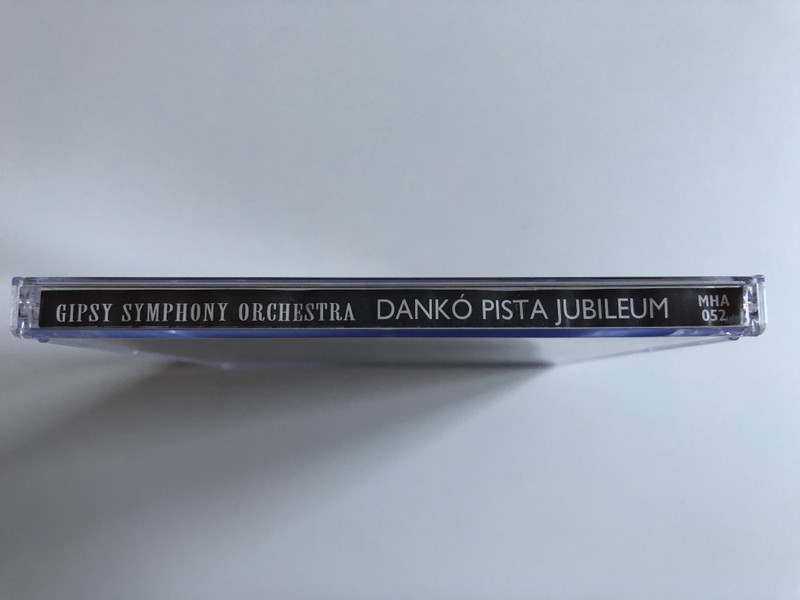 GIPSY SYMPHONY ORCHESTRA DANKÓ PISTA JUBILEUM
MHA
052